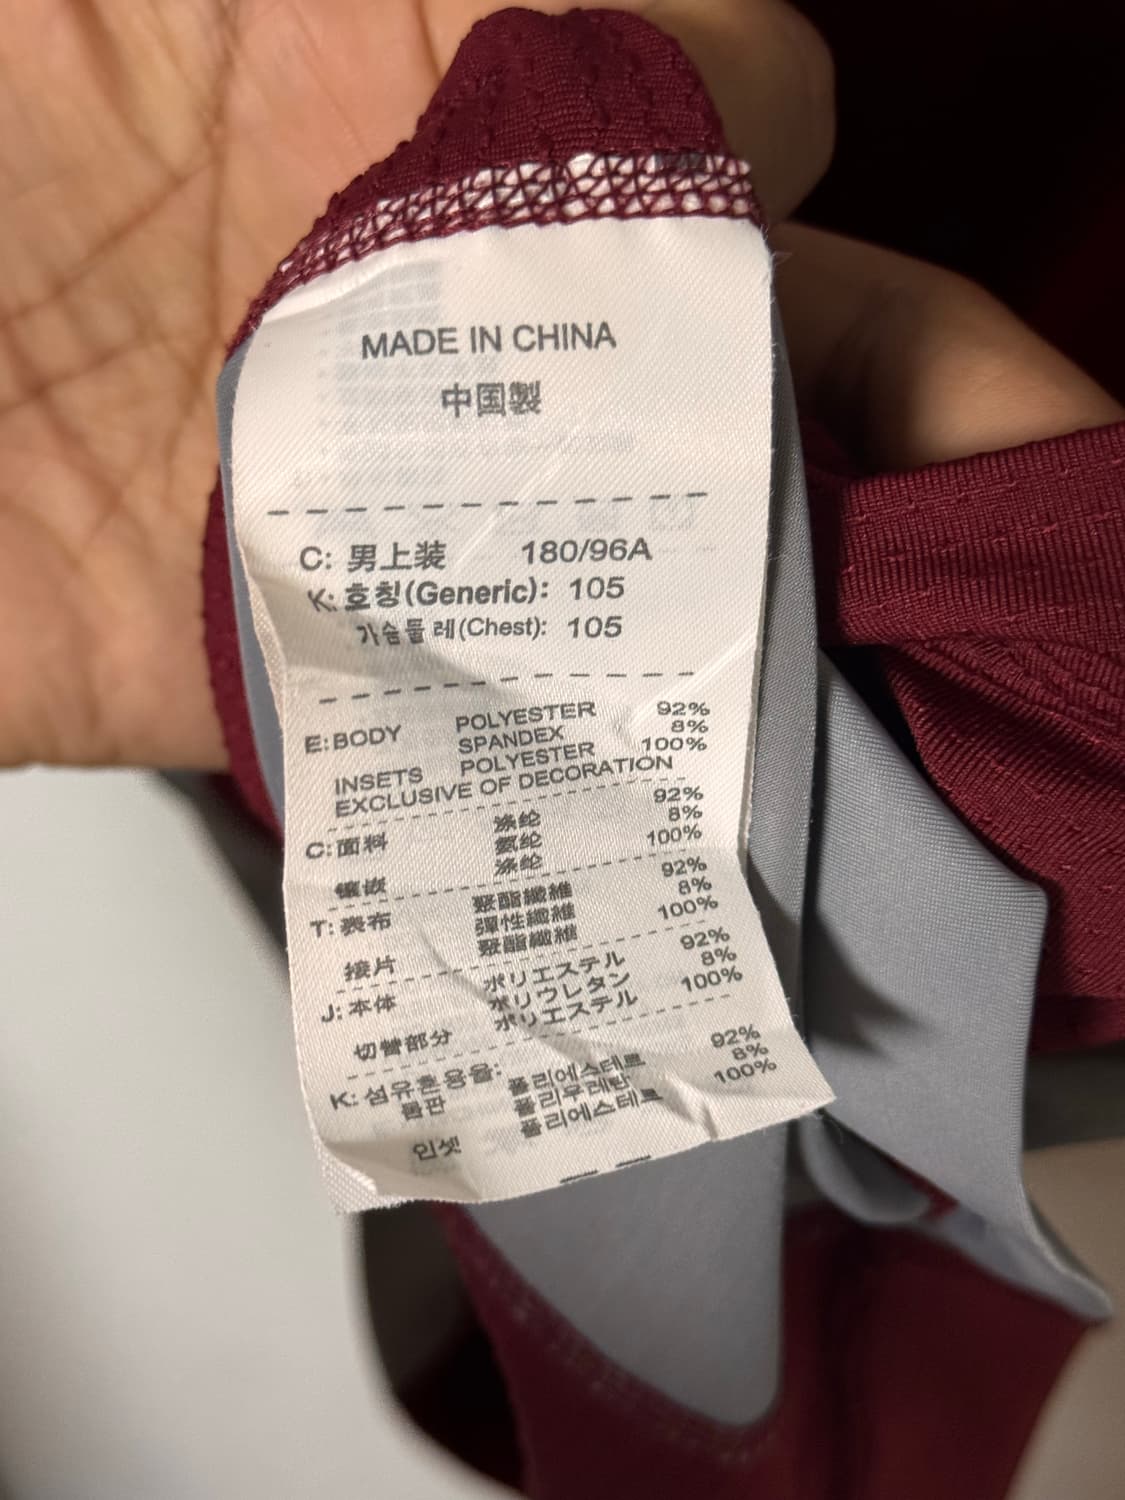 MADE IN CHINA
中国製
C: 男上装 180/96A
K: 호칭(Generic): 105
가슴둘레(Chest): 105
E: BODY POLYESTER 92%
SPANDEX 8%
INSETS POLYESTER 100%
EXCLUSIVE OF DECORATION
C: 面料 涤纶 92%
氨纶 8%
镶嵌 涤纶 100%
T: 表布 聚酯纖維 92%
彈性纖維 8%
接片 聚酯纖維 100%
J: 本体 ポリエステル 92%
ポリウレタン 8%
切替部分 ポリエステル 100%
K: 섬유혼용율: 폴리에스테르 92%
몸판 폴리우레탄 8%
인셋 폴리에스테르 100%